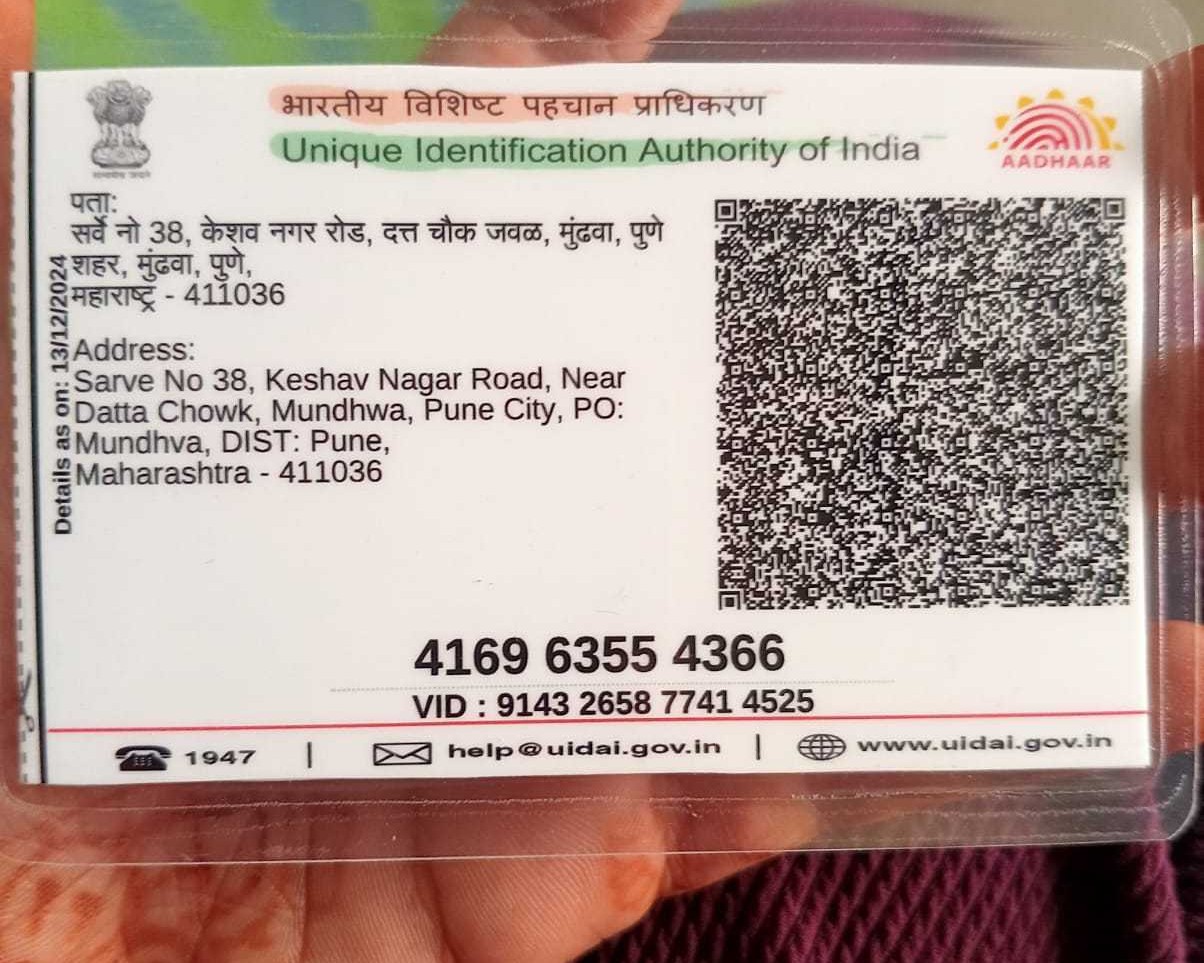 भारतीय विशिष्ट पहचान प्राधिकरण
Unique Identification Authority of India
AADHAAR
पता:
सर्वे नो 38, केशव नगर रोड, दत्त चौक जवळ, मुंढवा, पुणे
शहर, मुंढवा, पुणे,
महाराष्ट्र - 411036
Address:
Sarve No 38, Keshav Nagar Road, Near
Datta Chowk, Mundhwa, Pune City, PO:
Mundhva, DIST: Pune,
Maharashtra - 411036
Details as on: 13/12/2024
4169 6355 4366
VID : 9143 2658 7741 4525
1947 | help@uidai.gov.in | www.uidai.gov.in